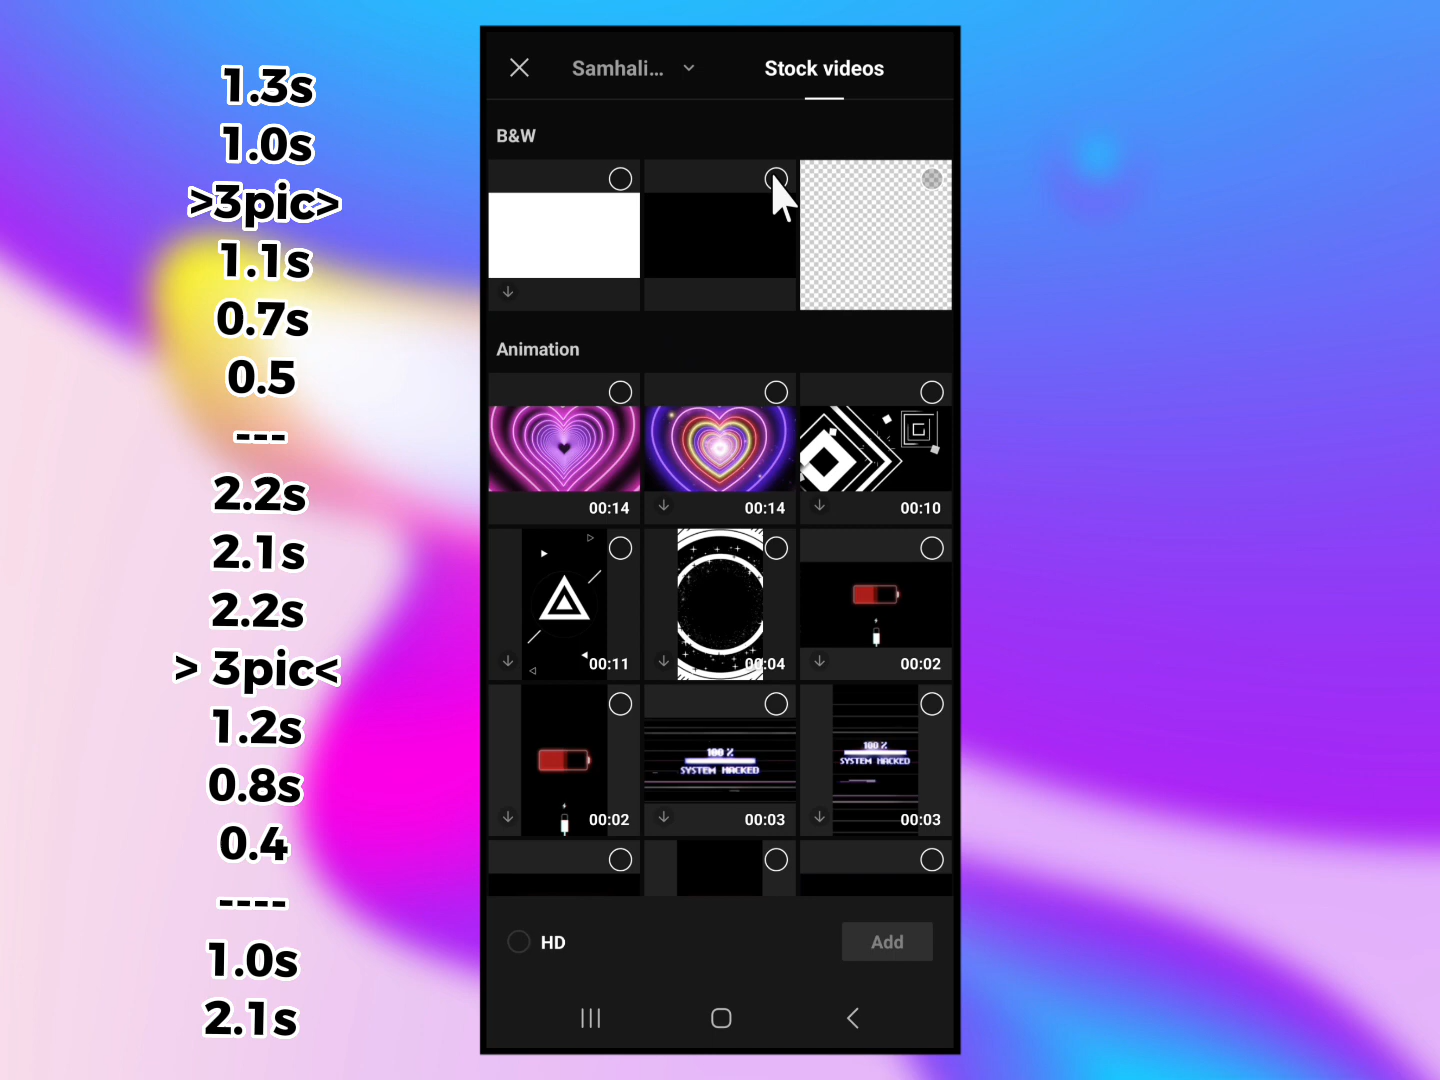 1.3s
1.0s
>3pic>
1.1s
0.7s
0.5
---
2.2s
2.1s
2.2s
> 3pic<
1.2s
0.8s
0.4
----
1.0s
2.1s
Samhali... Stock videos
B&W
Animation
00:14 00:14 00:10
00:11 00:04 00:02
100 %
SYSTEM HACKED
100 %
SYSTEM HACKED
00:02 00:03 00:03
HD Add